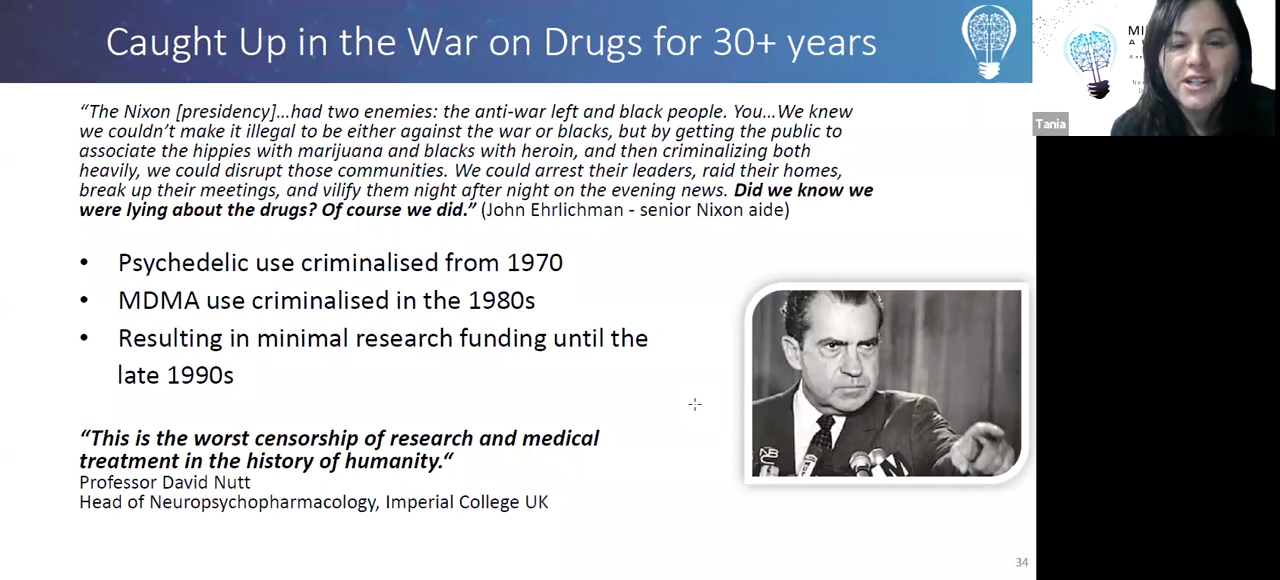 Caught Up in the War on Drugs for 30+ years
“The Nixon [presidency]...had two enemies: the anti-war left and black people. You...We knew
we couldn’t make it illegal to be either against the war or blacks, but by getting the public to
associate the hippies with marijuana and blacks with heroin, and then criminalizing both
heavily, we could disrupt those communities. We could arrest their leaders, raid their homes,
break up their meetings, and vilify them night after night on the evening news. Did we know we
were lying about the drugs? Of course we did.” (John Ehrlichman - senior Nixon aide)
• Psychedelic use criminalised from 1970
• MDMA use criminalised in the 1980s
• Resulting in minimal research funding until the
late 1990s
“This is the worst censorship of research and medical
treatment in the history of humanity.“
Professor David Nutt
Head of Neuropsychopharmacology, Imperial College UK
NBC
34
Tania